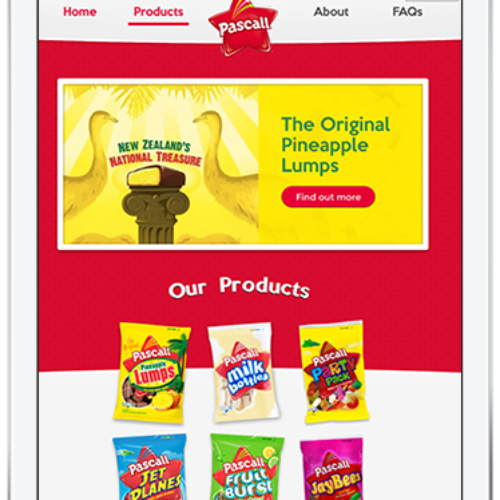 Home
Products
Pascall
About
FAQs
NEW ZEALAND'S
NATIONAL TREASURE
The Original
Pineapple
Lumps
Find out more
Our Products
Pascall
Pineapple
Lumps
Pascall
milk
bottles
Pascall
PARTY
PACK
Pascall
JET
PLANES
Pascall
FRUIT
BURST
Pascall
JayBees